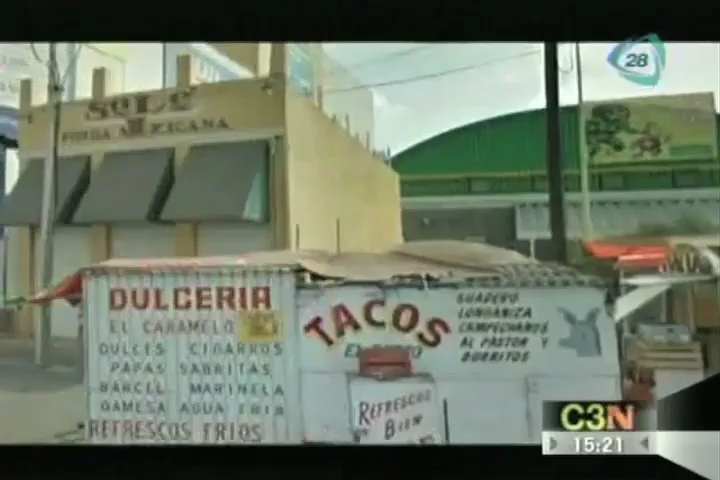 28
FONDA MEXICANA
DULCERIA
EL CARAMELO
DULCES CIGARROS
PAPAS SABRITAS
BARCEL MARINELA
GAMESA AGUA FRIA
REFRESCOS FRIOS
TACOS
EL
SUADERO
LONGANIZA
CAMPECHANOS
AL PASTOR Y
BURRITOS
REFRESCOS
BIEN
C3N
15:21